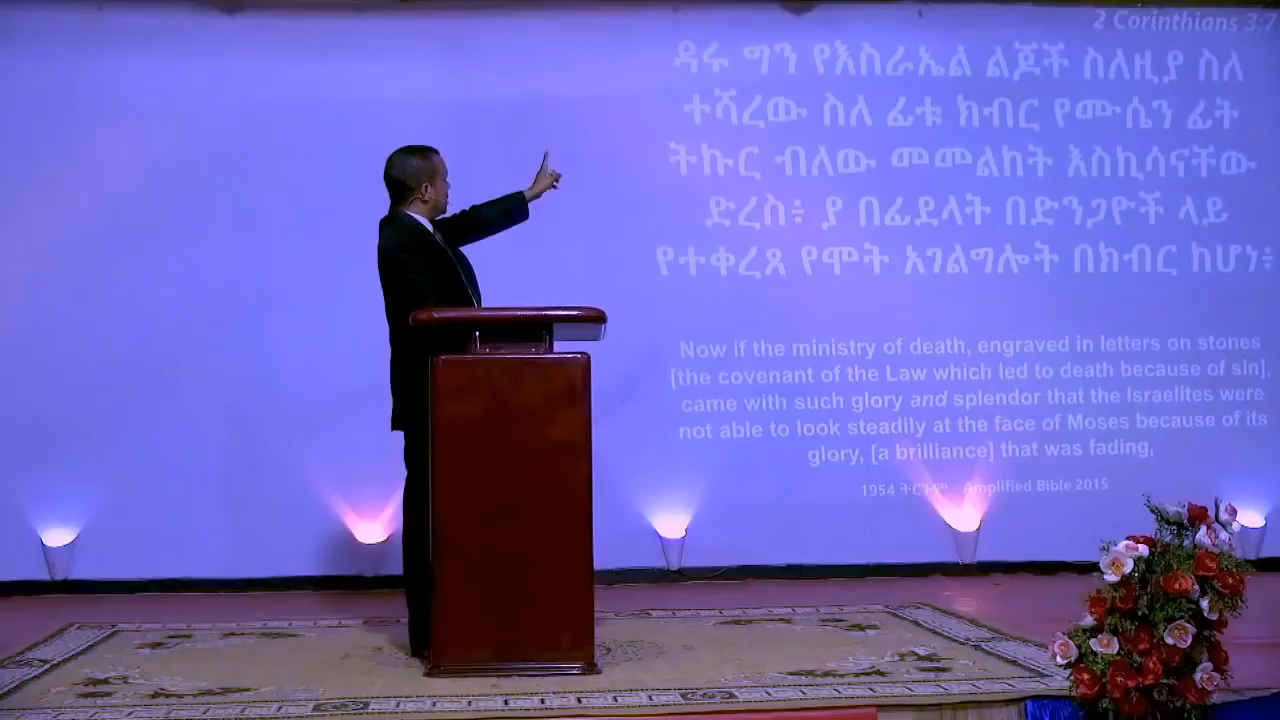 2 Corinthians 3:7
ዳሩ ግን የእስራኤል ልጆች ስለዚያ ስለ
ተሻረው ስለ ፊቱ ክብር የሙሴን ፊት
ትኩር ብለው መመልከት እስኪሳናቸው
ድረስ፥ ያ በፊደላት በድንጋዮች ላይ
የተቀረጸ የሞት አገልግሎት በክብር ከሆነ፥
Now if the ministry of death, engraved in letters on stones
[the covenant of the Law which led to death because of sin],
came with such glory and splendor that the Israelites were
not able to look steadily at the face of Moses because of its
glory, [a brilliance] that was fading,
1954 ትርጉም Amplified Bible 2015